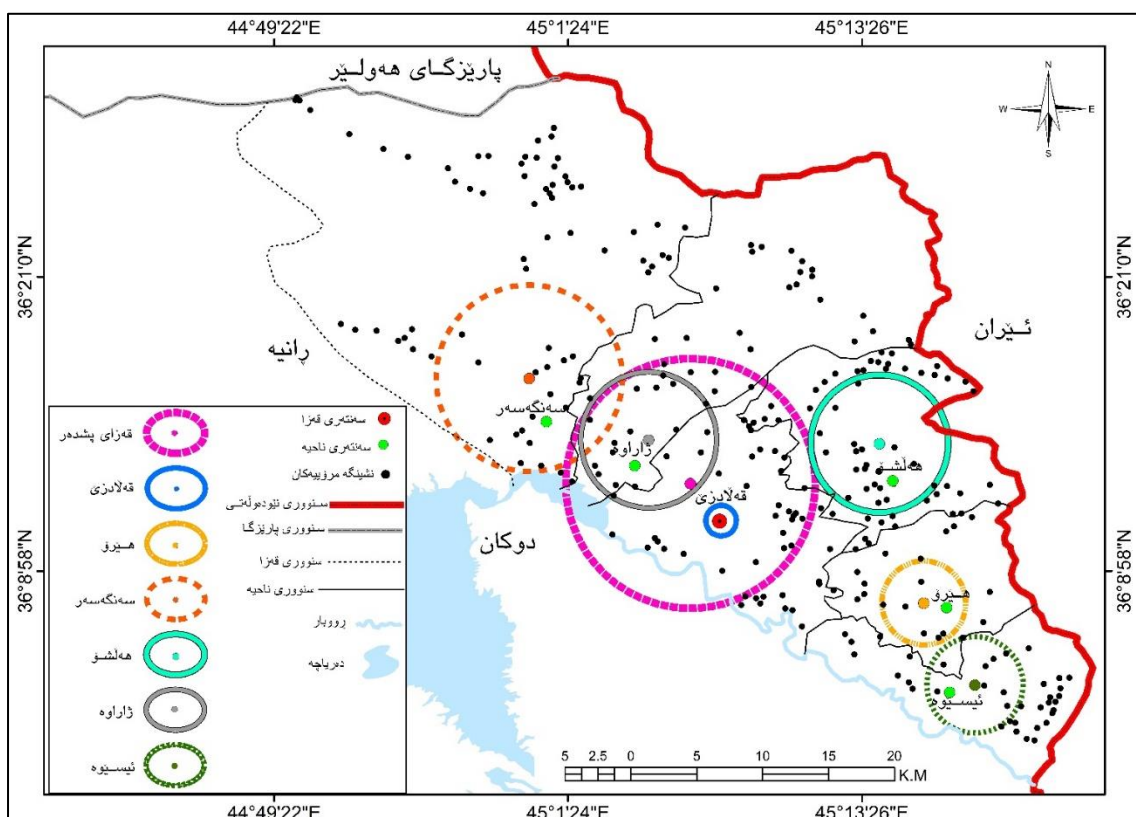 44°49'22"E
45°1'24"E
45°13'26"E
پارێزگای هەولێر
N
W
E
S
36°21'0"N
36°21'0"N
ئێران
ڕانیە
سەنگەسەر
ژاراوە
هەڵشۆ
قەڵادزێ
دوکان
36°8'58"N
36°8'58"N
هێرۆ
ئیسێوە
قەزای پشدەر
قەڵادزێ
هێرۆ
سەنگەسەر
هەڵشۆ
ژاراوە
ئیسێوە
سەنتەری قەزا
سەنتەری ناحیە
نشینگە مرۆییەکان
سنووری نێودەوڵەتی
سنووری پارێزگا
سنووری قەزا
سنووری ناحیە
ڕووبار
دەریاچە
5 2.5 0 5 10 15 20
K.M
44°49'22"E
45°1'24"E
45°13'26"E